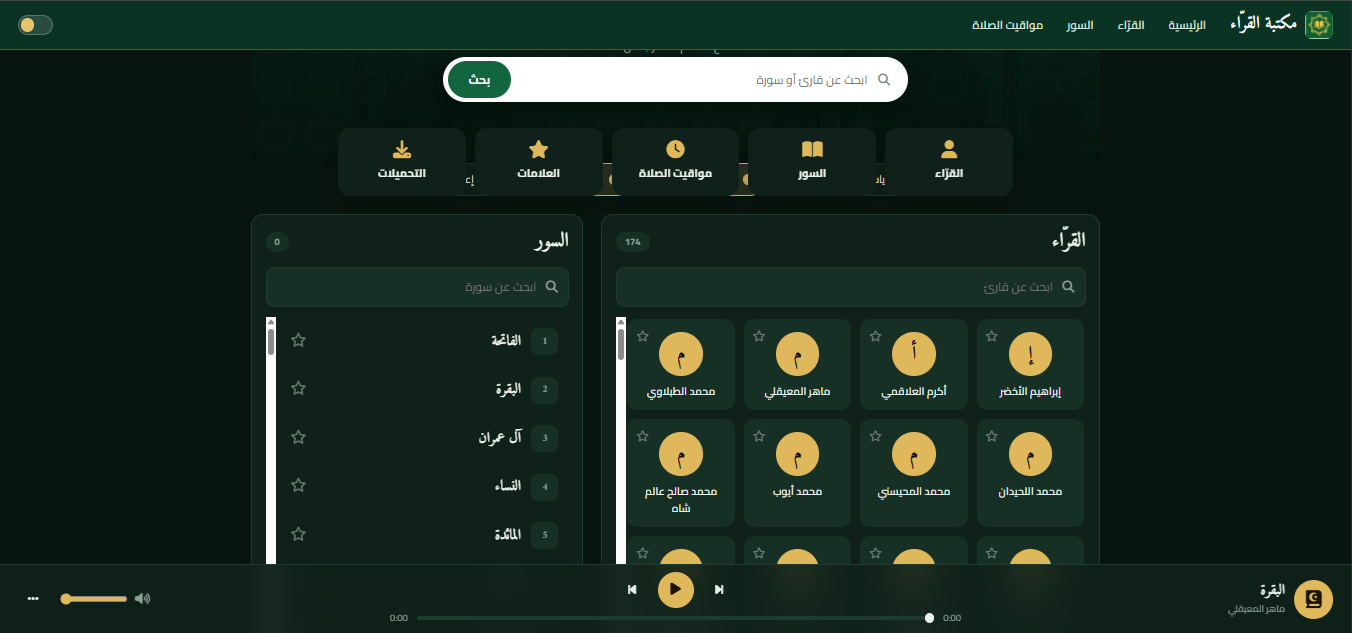 مكتبة القرّاء
الرئيسية
القرّاء
السور
مواقيت الصلاة
ابحث عن قارئ أو سورة
بحث
القرّاء
السور
مواقيت الصلاة
العلامات
التحميلات
القرّاء
174
ابحث عن قارئ
إ
إبراهيم الأخضر
أ
أكرم العلاقمي
م
ماهر المعيقلي
م
محمد الطبلاوي
م
محمد اللحيدان
م
محمد المحيسني
م
محمد أيوب
م
محمد صالح عالم
شاه
السور
0
ابحث عن سورة
1
الفاتحة
2
البقرة
3
آل عمران
4
النساء
5
المائدة
البقرة
ماهر المعيقلي
0:00
0:00